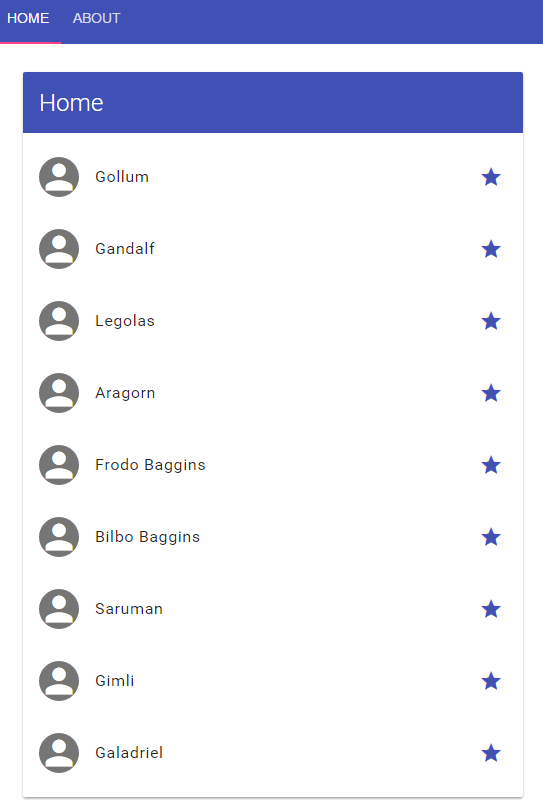 HOME ABOUT
Home
Gollum
Gandalf
Legolas
Aragorn
Frodo Baggins
Bilbo Baggins
Saruman
Gimli
Galadriel